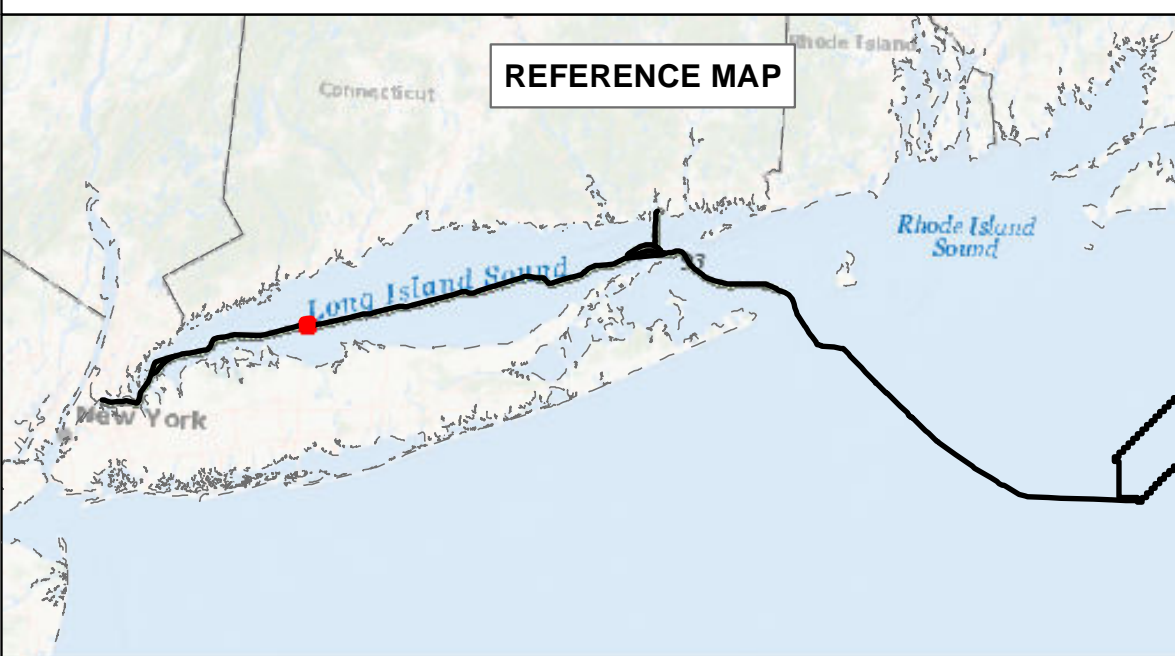 Rhode Island
REFERENCE MAP
Connecticut
Rhode Island
Sound
Long Island Sound
New York